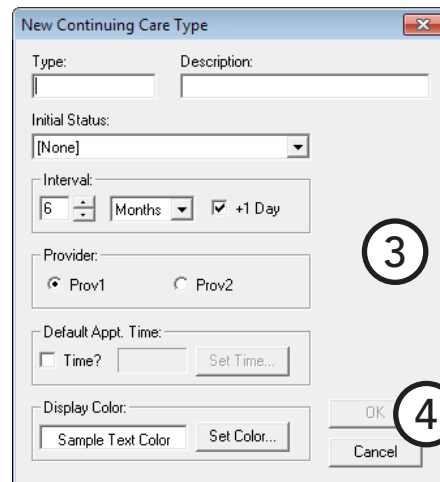 New Continuing Care Type
Type: Description:
Initial Status:
[None]
Interval:
6 Months +1 Day
3
Provider:
Prov1 Prov2
Default Appt. Time:
Time? Set Time...
Display Color:
Sample Text Color Set Color...
OK 4
Cancel